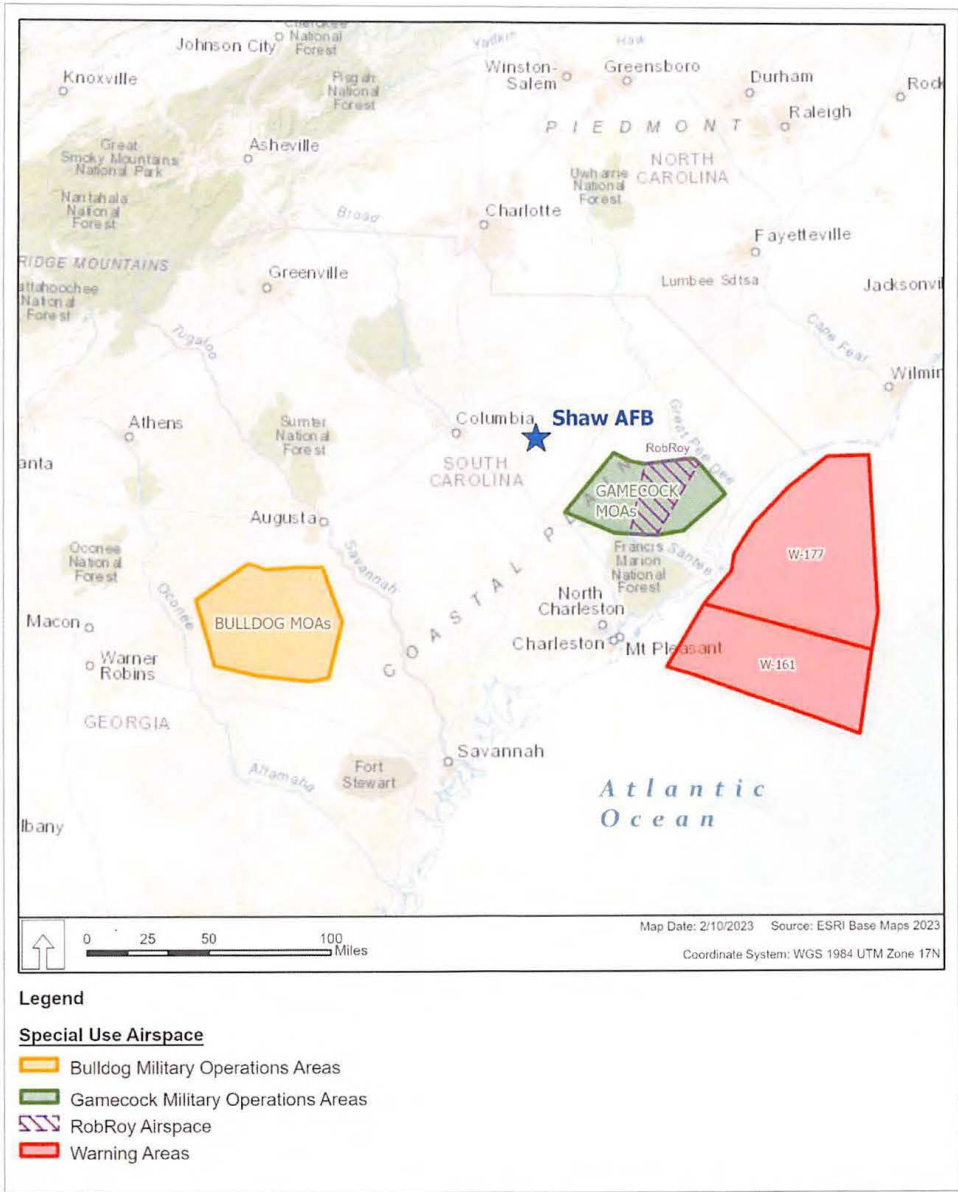 Cherokee
National
Forest
Johnson City
Yadkin
Haw
Winston-
Salem
Greensboro
Durham
Rock
Knoxville
Pisgah
National
Forest
Raleigh
PIEDMONT
Great
Smoky Mountains
National Park
Asheville
NORTH
CAROLINA
Uwharrie
National
Forest
Nantahala
National
Forest
Broad
Charlotte
Fayetteville
RIDGE MOUNTAINS
Greenville
Lumbee Sdtsa
Jacksonvil
attahoochee
National
Forest
Tugaloo
Cape Fear
Wilmin
Athens
Sumter
National
Forest
Columbia
Shaw AFB
Great Pee Dee
RobRoy
anta
SOUTH
CAROLINA
GAMECOCK
MOAs
COASTAL PLAIN
Augusta
Savannah
Oconee
National
Forest
Oconee
Francis
Marion
National
Forest
Santee
W-177
North
Charleston
Macon
BULLDOG MOAs
Charleston
Mt Pleasant
Warner
Robins
W-161
GEORGIA
Savannah
Fort
Stewart
Altamaha
Atlantic
Ocean
lbany
Map Date: 2/10/2023 Source: ESRI Base Maps 2023
0 25 50 100
Miles
Coordinate System: WGS 1984 UTM Zone 17N
Legend
Special Use Airspace
Bulldog Military Operations Areas
Gamecock Military Operations Areas
RobRoy Airspace
Warning Areas